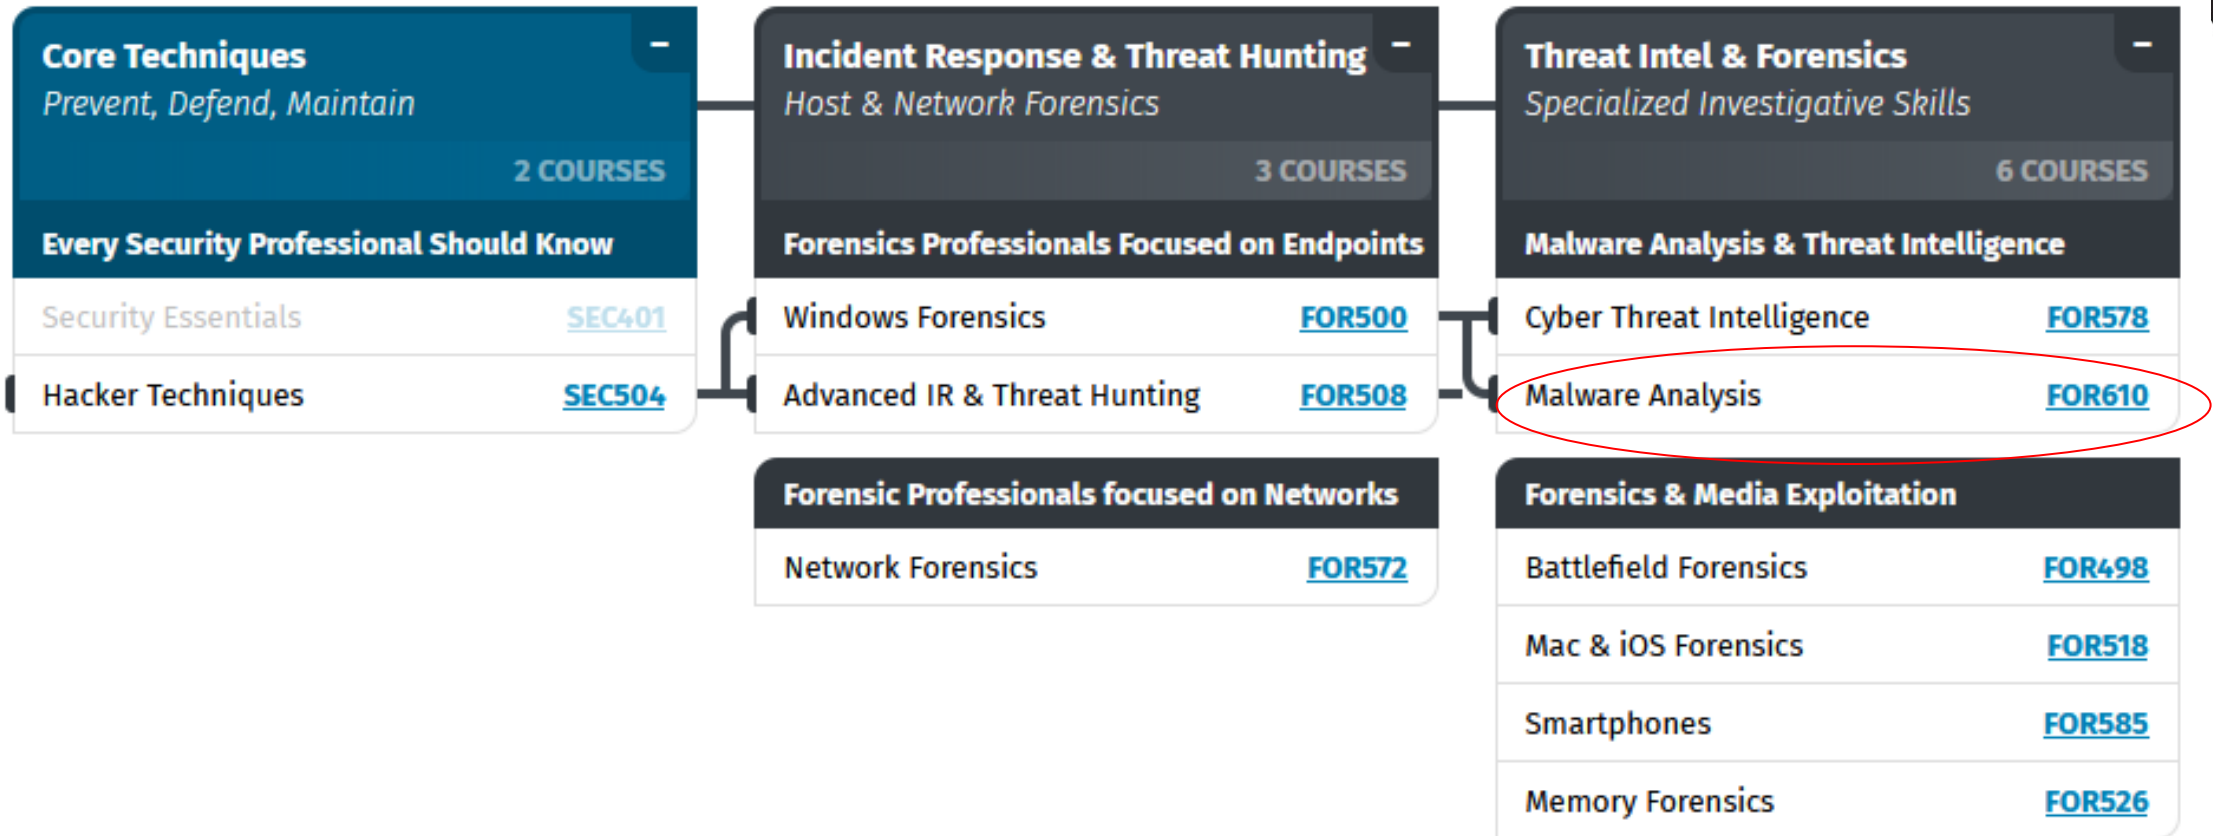 Core Techniques
–
Prevent, Defend, Maintain
2 COURSES
Every Security Professional Should Know
Security Essentials SEC401
Hacker Techniques SEC504
Incident Response & Threat Hunting
–
Host & Network Forensics
3 COURSES
Forensics Professionals Focused on Endpoints
Windows Forensics FOR500
Advanced IR & Threat Hunting FOR508
Forensic Professionals focused on Networks
Network Forensics FOR572
Threat Intel & Forensics
–
Specialized Investigative Skills
6 COURSES
Malware Analysis & Threat Intelligence
Cyber Threat Intelligence FOR578
Malware Analysis FOR610
Forensics & Media Exploitation
Battlefield Forensics FOR498
Mac & iOS Forensics FOR518
Smartphones FOR585
Memory Forensics FOR526